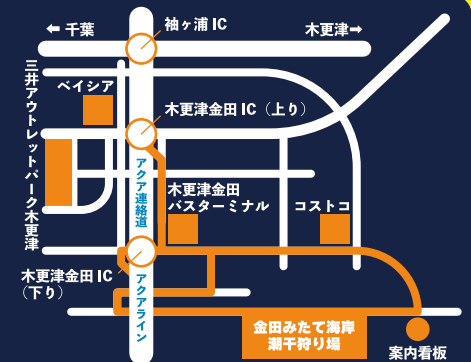 ← 千葉
袖ヶ浦 IC
木更津→
三井アウトレットパーク木更津
ベイシア
木更津金田 IC（上り）
アクア連絡道
木更津金田
バスターミナル
コストコ
木更津金田 IC
（下り）
アクアライン
金田みたて海岸
潮干狩り場
案内看板